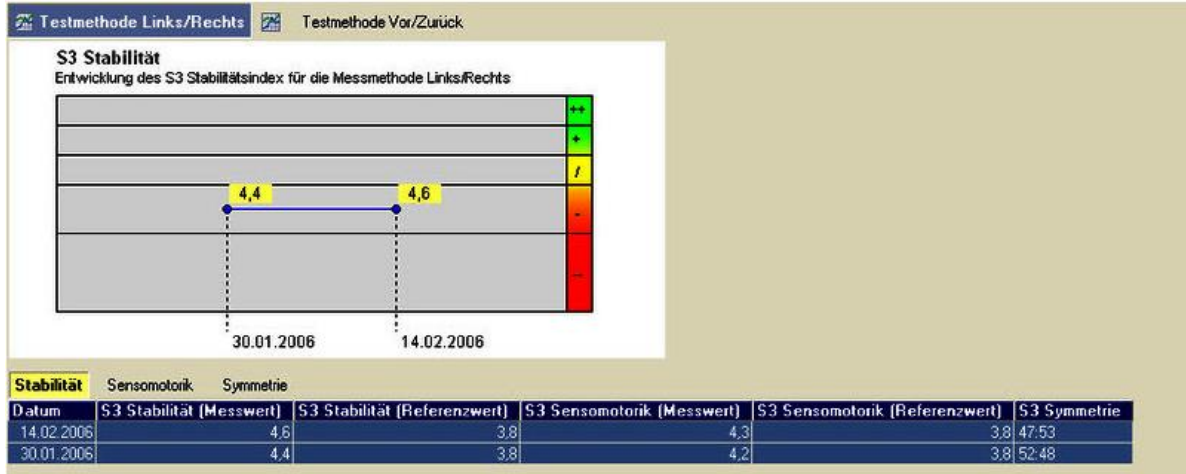 Testmethode Links/Rechts Testmethode Vor/Zurück
S3 Stabilität
Entwicklung des S3 Stabilitätsindex für die Messmethode Links/Rechts
++
+
/
4,4 4,6
-
--
30.01.2006 14.02.2006
Stabilität Sensomotorik Symmetrie
Datum S3 Stabilität (Messwert) S3 Stabilität (Referenzwert) S3 Sensomotorik (Messwert) S3 Sensomotorik (Referenzwert) S3 Symmetrie
14.02.2006 4,6 3,8 4,3 3,8 47:53
30.01.2006 4,4 3,8 4,2 3,8 52:48